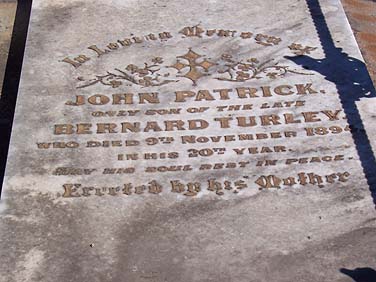 In Loving Memory of
JOHN PATRICK,
ONLY SON OF THE LATE
BERNARD TURLEY,
WHO DIED 9TH NOVEMBER 1894
IN HIS 20TH YEAR.
MAY HIS SOUL REST IN PEACE.
Erected by his Mother